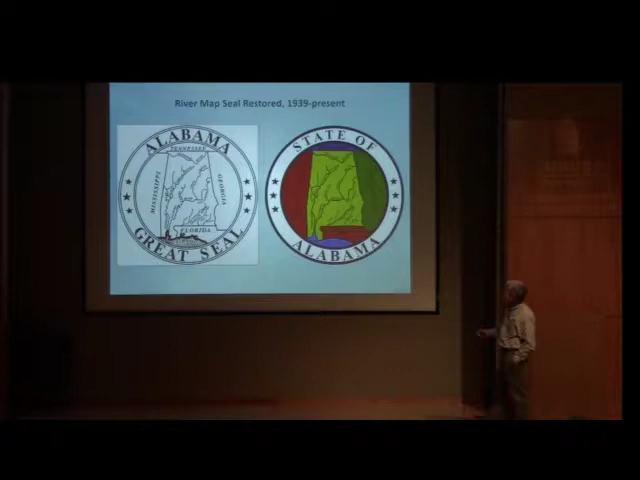 River Map Seal Restored, 1939-present
ALABAMA
TENNESSEE
MISSISSIPPI
GEORGIA
FLORIDA
GREAT SEAL
STATE OF
ALABAMA